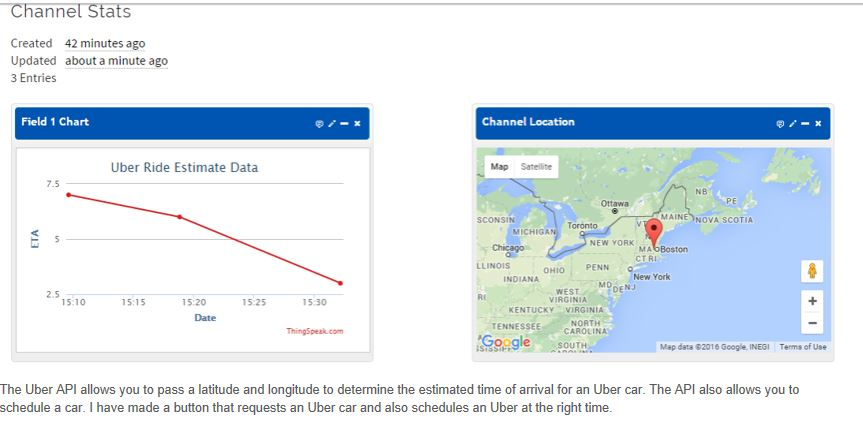 Channel Stats
Created 42 minutes ago
Updated about a minute ago
3 Entries
Field 1 Chart
Uber Ride Estimate Data
7.5
5
2.5
ETA
15:10 15:15 15:20 15:25 15:30
Date
ThingSpeak.com
Channel Location
Map Satellite
Ottawa
NB
PE
SCONSIN
MICHIGAN
Toronto
VT
MAINE
NOVA SCOTIA
Chicago
NEW YORK
MA
Boston
CT RI
LLINOIS
INDIANA
OHIO
PENN
New York
MD
DE
NJ
WEST
VIRGINIA
KENTUCKY
VIRGINIA
TENNESSEE
NORTH
CAROLINA
SOUTH
Google
Map data ©2016 Google, INEGI Terms of Use
The Uber API allows you to pass a latitude and longitude to determine the estimated time of arrival for an Uber car. The API also allows you to
schedule a car. I have made a button that requests an Uber car and also schedules an Uber at the right time.